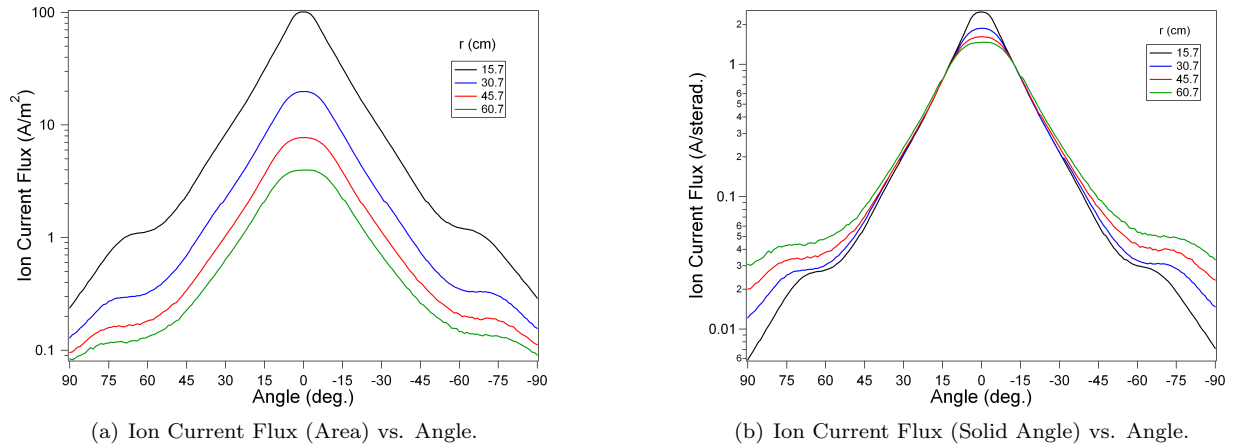 100
10
1
0.1
Ion Current Flux (A/m²)
r (cm)
15.7
30.7
45.7
60.7
90 75 60 45 30 15 0 -15 -30 -45 -60 -75 -90
Angle (deg.)
(a) Ion Current Flux (Area) vs. Angle.
2
1
6
5
4
3
2
0.1
6
5
4
3
2
0.01
6
Ion Current Flux (A/sterad.)
r (cm)
15.7
30.7
45.7
60.7
90 75 60 45 30 15 0 -15 -30 -45 -60 -75 -90
Angle (deg.)
(b) Ion Current Flux (Solid Angle) vs. Angle.